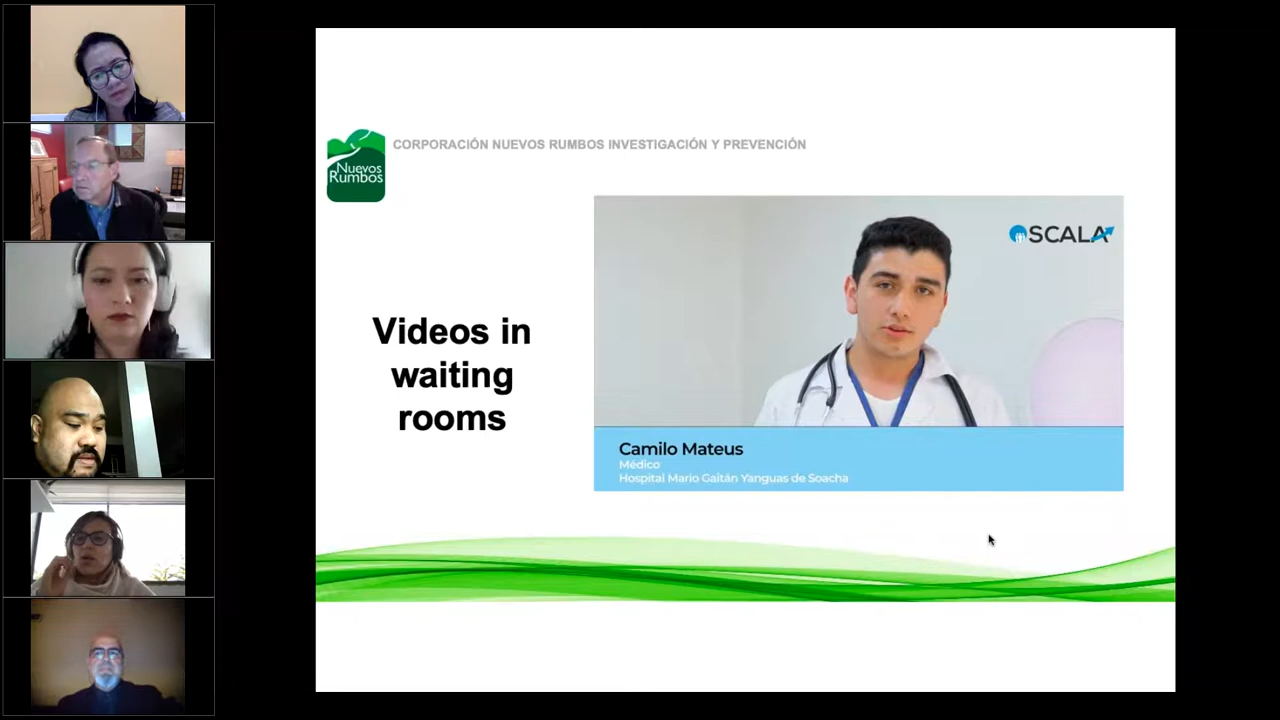 CORPORACIÓN NUEVOS RUMBOS INVESTIGACIÓN Y PREVENCIÓN
Nuevos
Rumbos
SCALA
Videos in
waiting
rooms
Camilo Mateus
Médico
Hospital Mario Gaitán Yanguas de Soacha